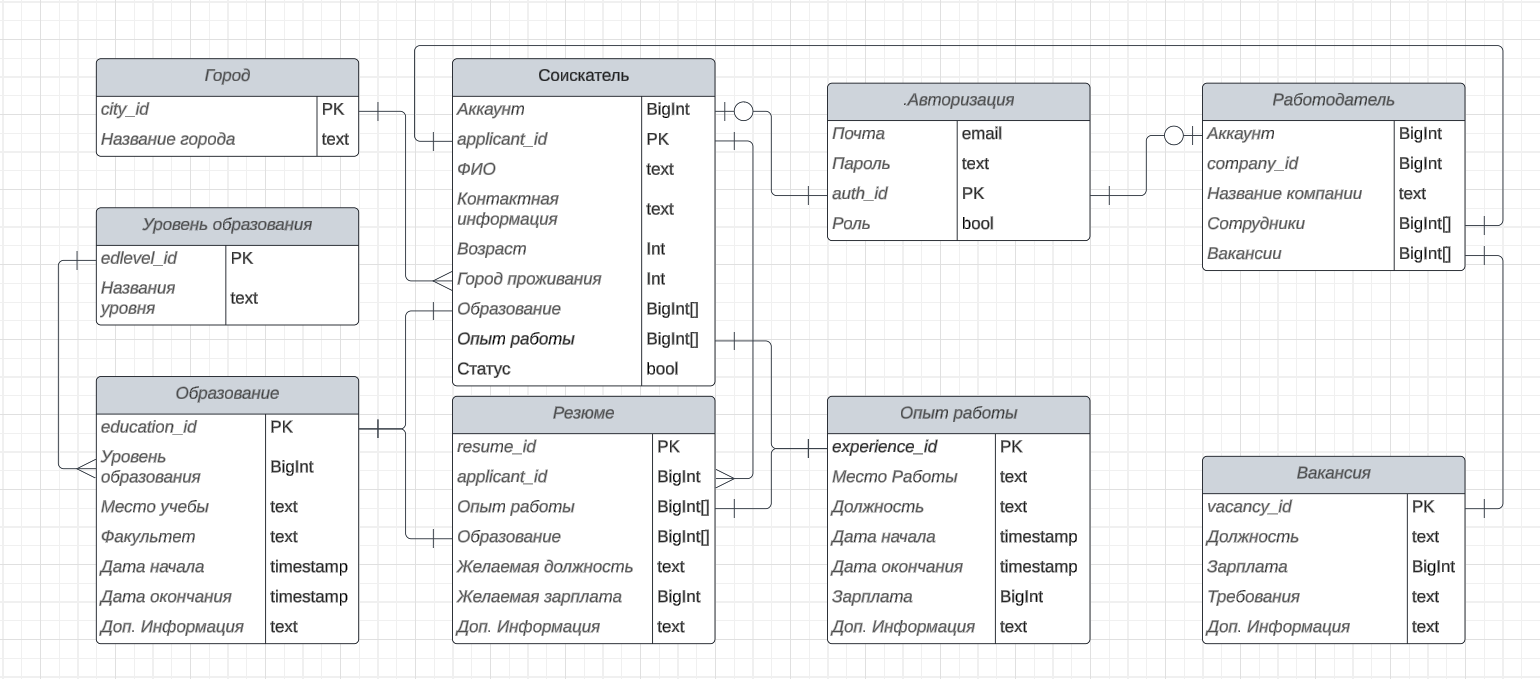 Город
city_id PK
Название города text
Уровень образования
edlevel_id PK
Названия
уровня text
Образование
education_id PK
Уровень
образования BigInt
Место учебы text
Факультет text
Дата начала timestamp
Дата окончания timestamp
Доп. Информация text
Соискатель
Аккаунт BigInt
applicant_id PK
ФИО text
Контактная
информация text
Возраст Int
Город проживания Int
Образование BigInt[]
Опыт работы BigInt[]
Статус bool
Резюме
resume_id PK
applicant_id BigInt
Опыт работы BigInt[]
Образование BigInt[]
Желаемая должность text
Желаемая зарплата BigInt
Доп. Информация text
.Авторизация
Почта email
Пароль text
auth_id PK
Роль bool
Опыт работы
experience_id PK
Место Работы text
Должность text
Дата начала timestamp
Дата окончания timestamp
Зарплата BigInt
Доп. Информация text
Работодатель
Аккаунт BigInt
company_id BigInt
Название компании text
Сотрудники BigInt[]
Вакансии BigInt[]
Вакансия
vacancy_id PK
Должность text
Зарплата BigInt
Требования text
Доп. Информация text